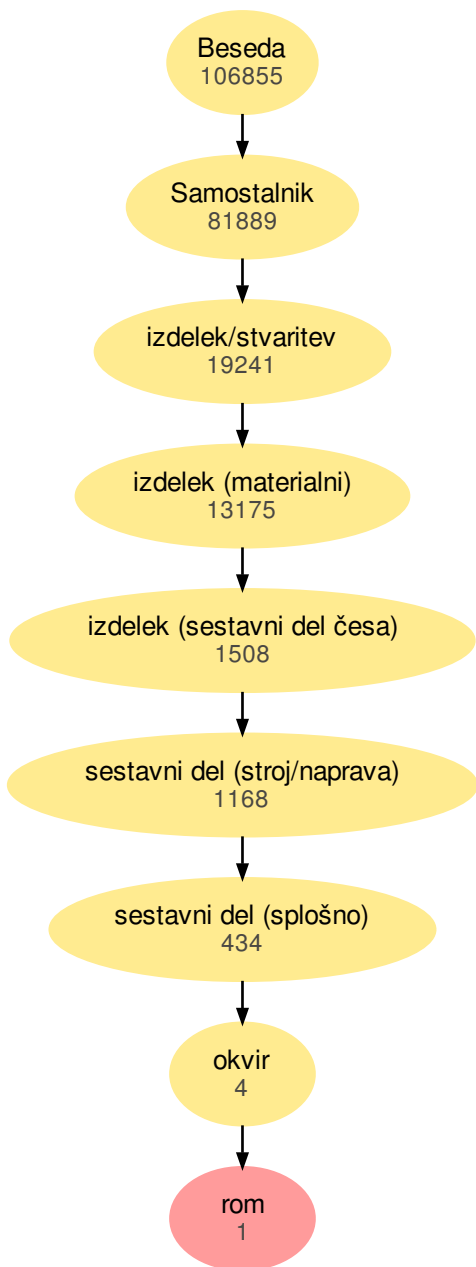 Beseda
106855
Samostalnik
81889
izdelek/stvaritev
19241
izdelek (materialni)
13175
izdelek (sestavni del česa)
1508
sestavni del (stroj/naprava)
1168
sestavni del (splošno)
434
okvir
4
rom
1